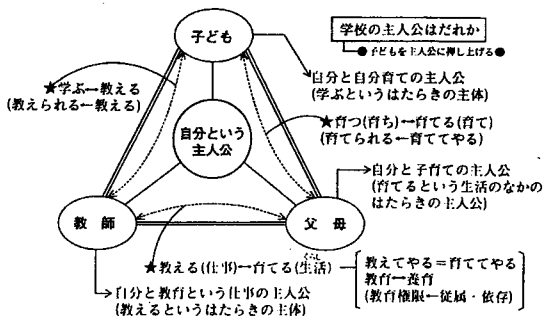 学校の主人公はだれか
●子どもを主人公に押し上げる●
子ども
自分と自分育ての主人公
(学ぶというはたらきの主体)
★学ぶ↔教える
(教えられる←教える)
★育つ(育ち)↔育てる(育て)
(育てられる←育ててやる)
自分という
主人公
自分と子育ての主人公
(育てるという生活のなかの
はたらきの主人公)
教師
父母
★教える(仕事)↔育てる(生活)
くらし
教えてやる=育ててやる
教育↔養育
(教育権限←従属・依存)
自分と教育という仕事の主人公
(教えるというはたらきの主体)